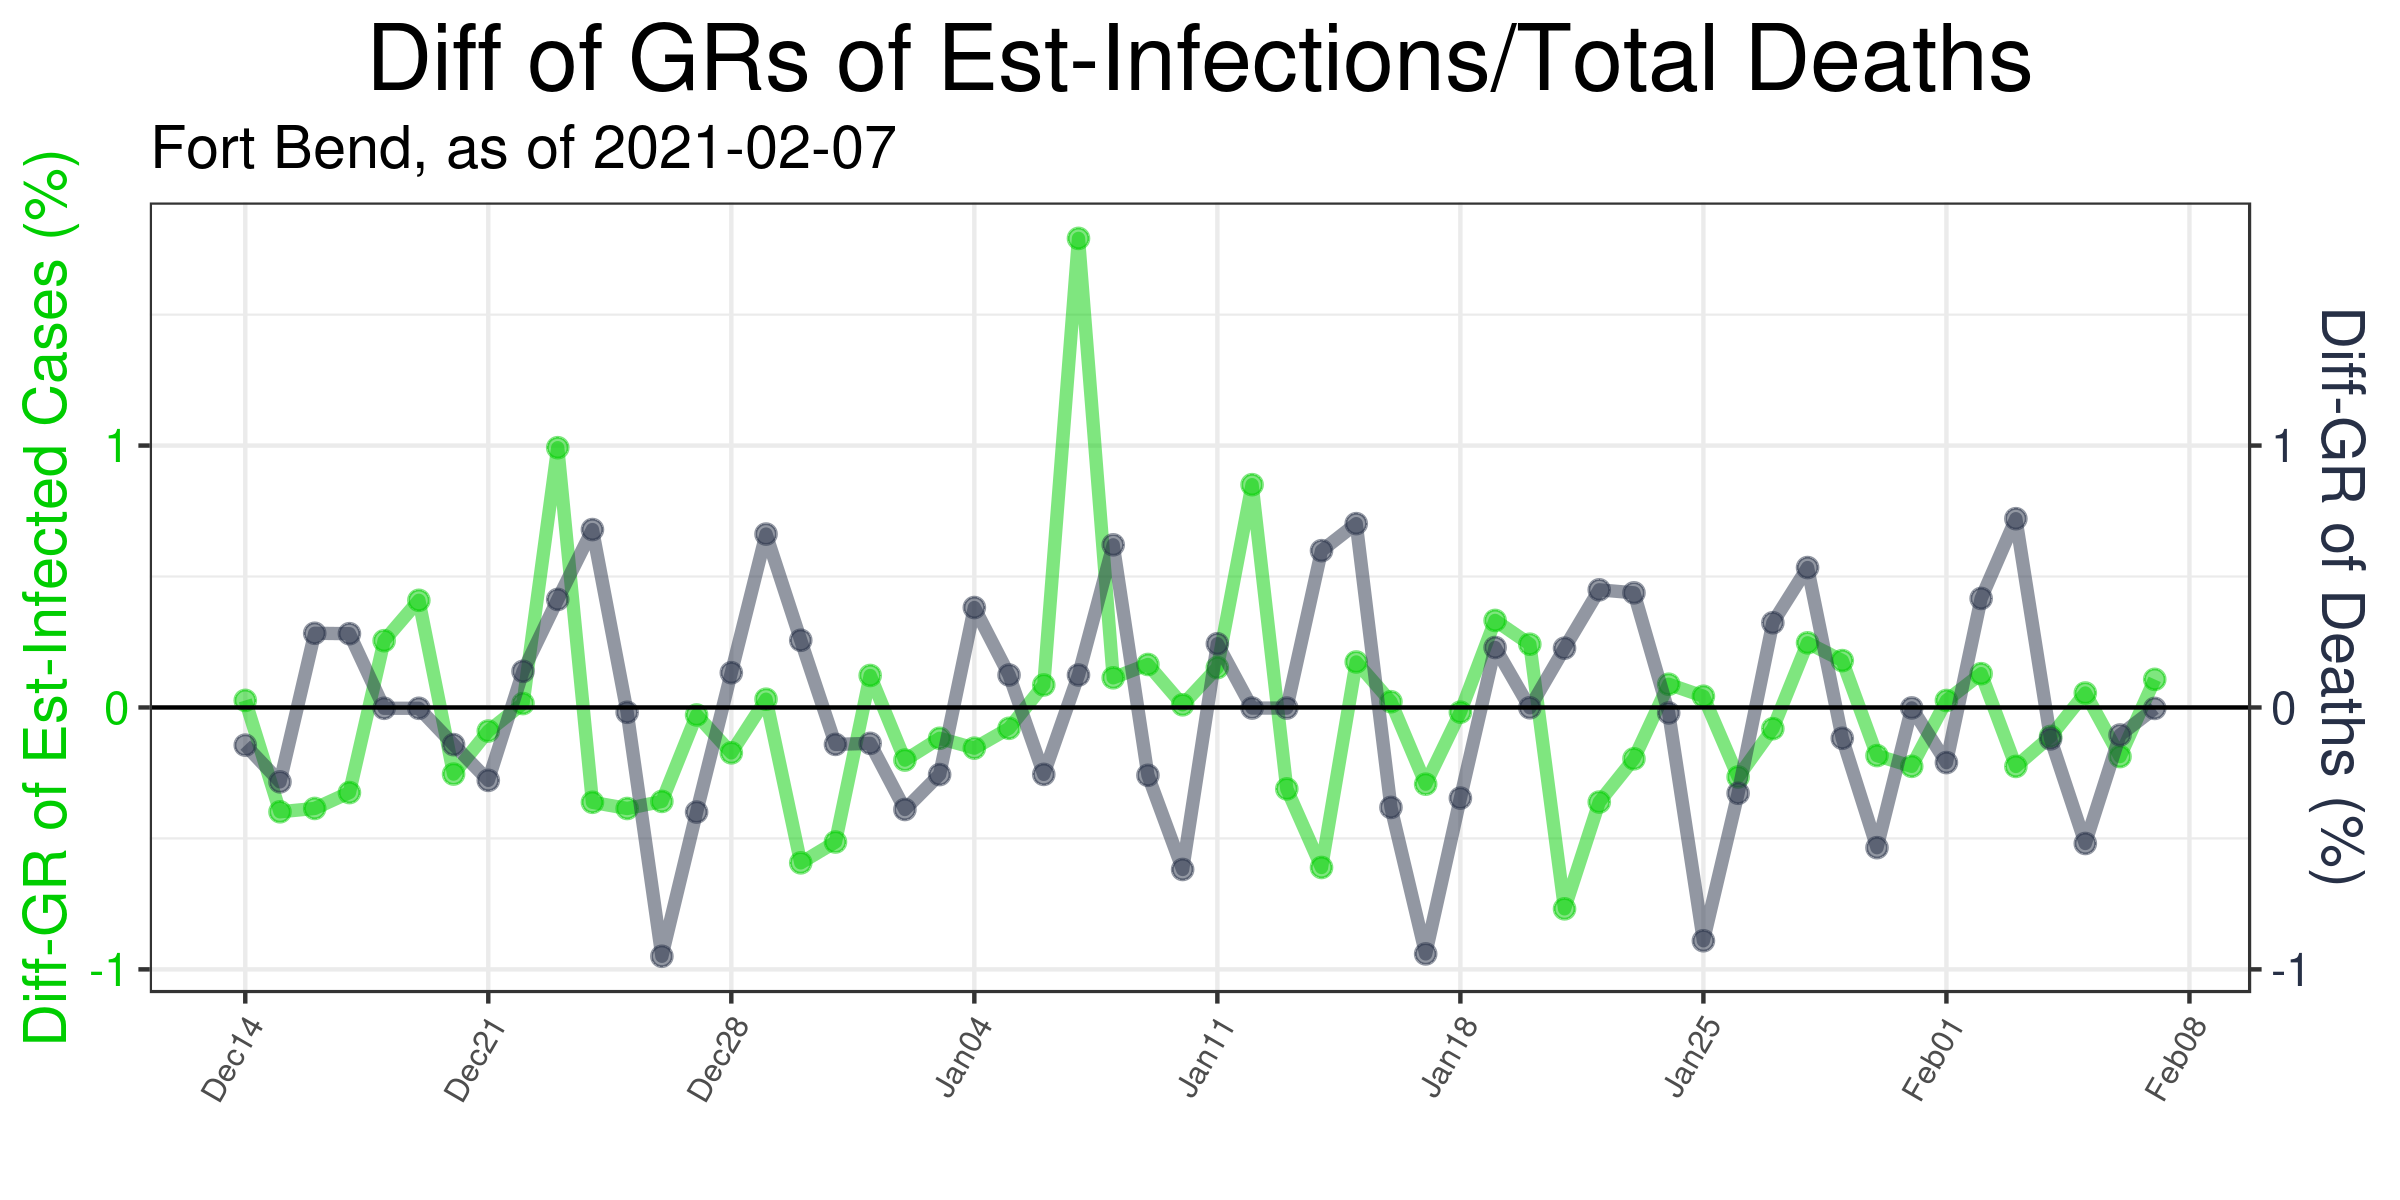 Diff of GRs of Est-Infections/Total Deaths
Fort Bend, as of 2021-02-07
Diff-GR of Est-Infected Cases (%)
1
0
-1
1
0
-1
Diff-GR of Deaths (%)
Dec14
Dec21
Dec28
Jan04
Jan11
Jan18
Jan25
Feb01
Feb08